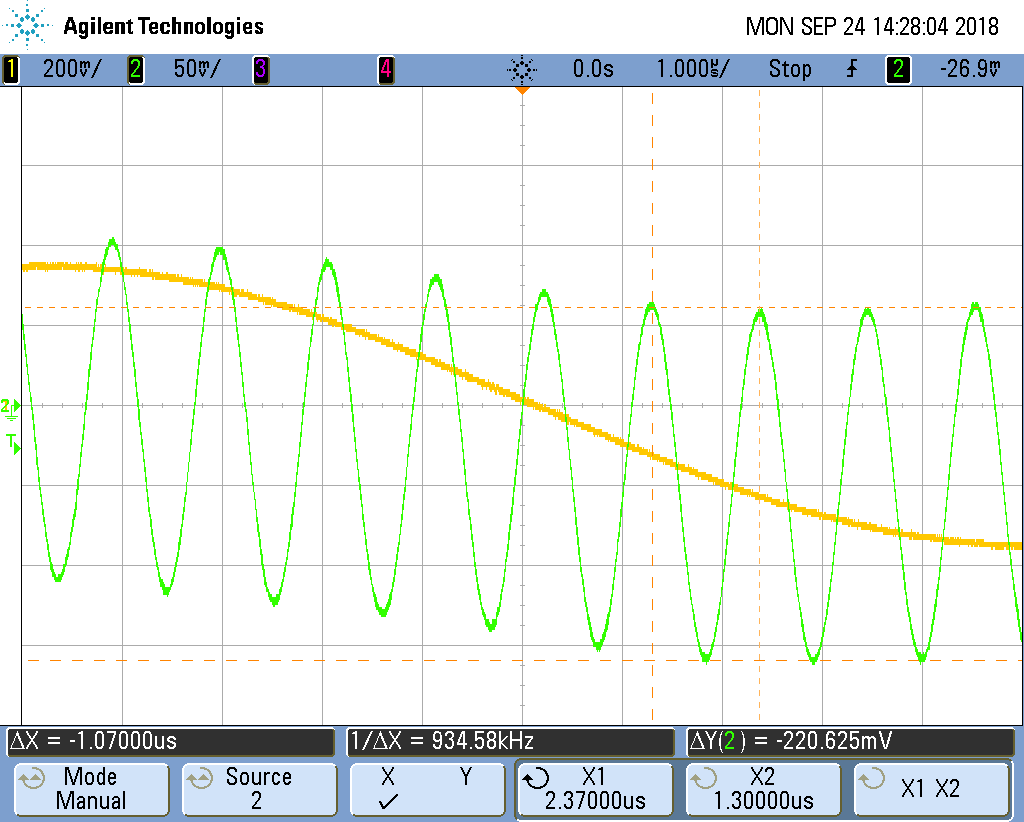 Agilent Technologies MON SEP 24 14:28:04 2018
1 200mV/ 2 50mV/ 3 4 0.0s 1.000us/ Stop 2 -26.9mV
2
T
ΔX = -1.07000us 1/ΔX = 934.58kHz ΔY(2) = -220.625mV
Mode Source X Y X1 X2 X1 X2
Manual 2 2.37000us 1.30000us